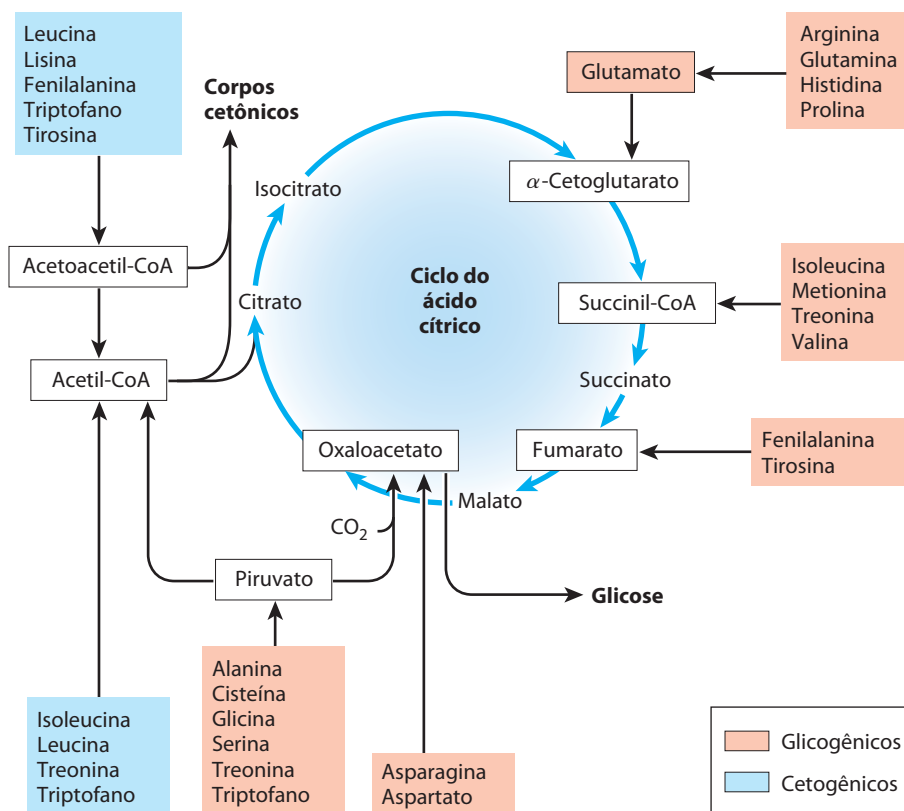 Leucina
Lisina
Fenilalanina
Triptofano
Tirosina
Corpos
cetônicos
Glutamato
Arginina
Glutamina
Histidina
Prolina
Isocitrato
α-Cetoglutarato
Acetoacetil-CoA
Citrato
Ciclo do
ácido
cítrico
Succinil-CoA
Isoleucina
Metionina
Treonina
Valina
Acetil-CoA
Succinato
Oxaloacetato
Fumarato
Fenilalanina
Tirosina
Malato
CO₂
Piruvato
Glicose
Isoleucina
Leucina
Treonina
Triptofano
Alanina
Cisteína
Glicina
Serina
Treonina
Triptofano
Asparagina
Aspartato
Glicogênicos
Cetogênicos